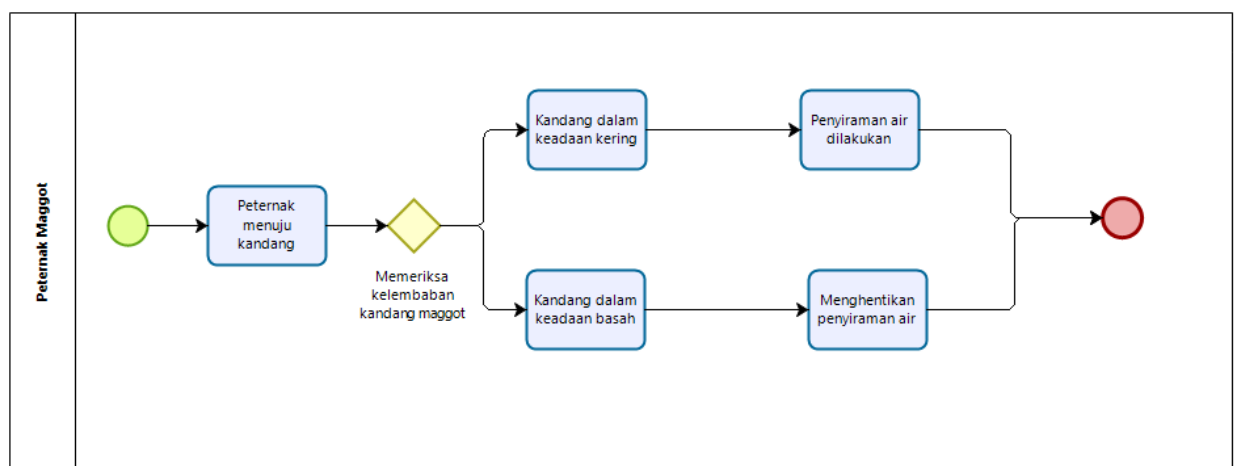 Peternak Maggot
Peternak
menuju
kandang
Memeriksa
kelembaban
kandang maggot
Kandang dalam
keadaan kering
Penyiraman air
dilakukan
Kandang dalam
keadaan basah
Menghentikan
penyiraman air